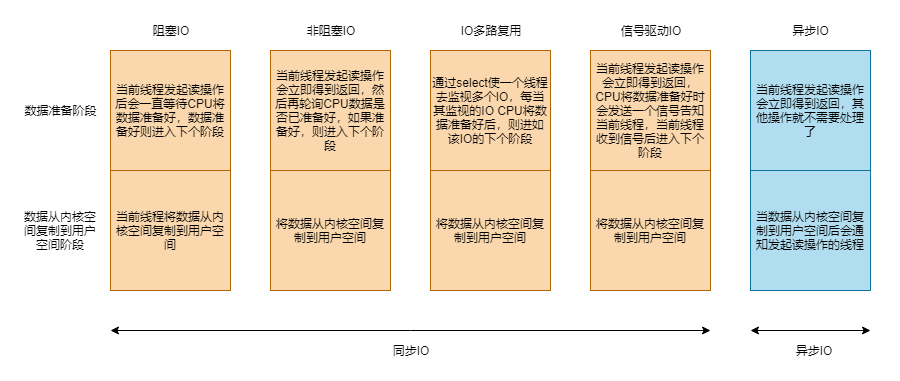 阻塞IO
非阻塞IO
IO多路复用
信号驱动IO
异步IO
数据准备阶段
当前线程发起读操作
后会一直等待CPU将
数据准备好，数据准
备好则进入下个阶段
当前线程发起读操作
会立即得到返回，然
后再轮询CPU数据是
否已准备好，如果准
备好，则进入下个阶
段
通过select使一个线程
去监视多个IO，每当
其监视的IO CPU将数
据准备好后，则进如
该IO的下个阶段
当前线程发起读操作
会立即得到返回，
CPU将数据准备好时
会发送一个信号告知
当前线程，当前线程
收到信号后进入下个
阶段
当前线程发起读操作
会立即得到返回，其
他操作就不需要处理
了
数据从内核空
间复制到用户
空间阶段
当前线程将数据从内
核空间复制到用户空
间
将数据从内核空间复
制到用户空间
将数据从内核空间复
制到用户空间
将数据从内核空间复
制到用户空间
当数据从内核空间复
制到用户空间后会通
知发起读操作的线程
同步IO
异步IO